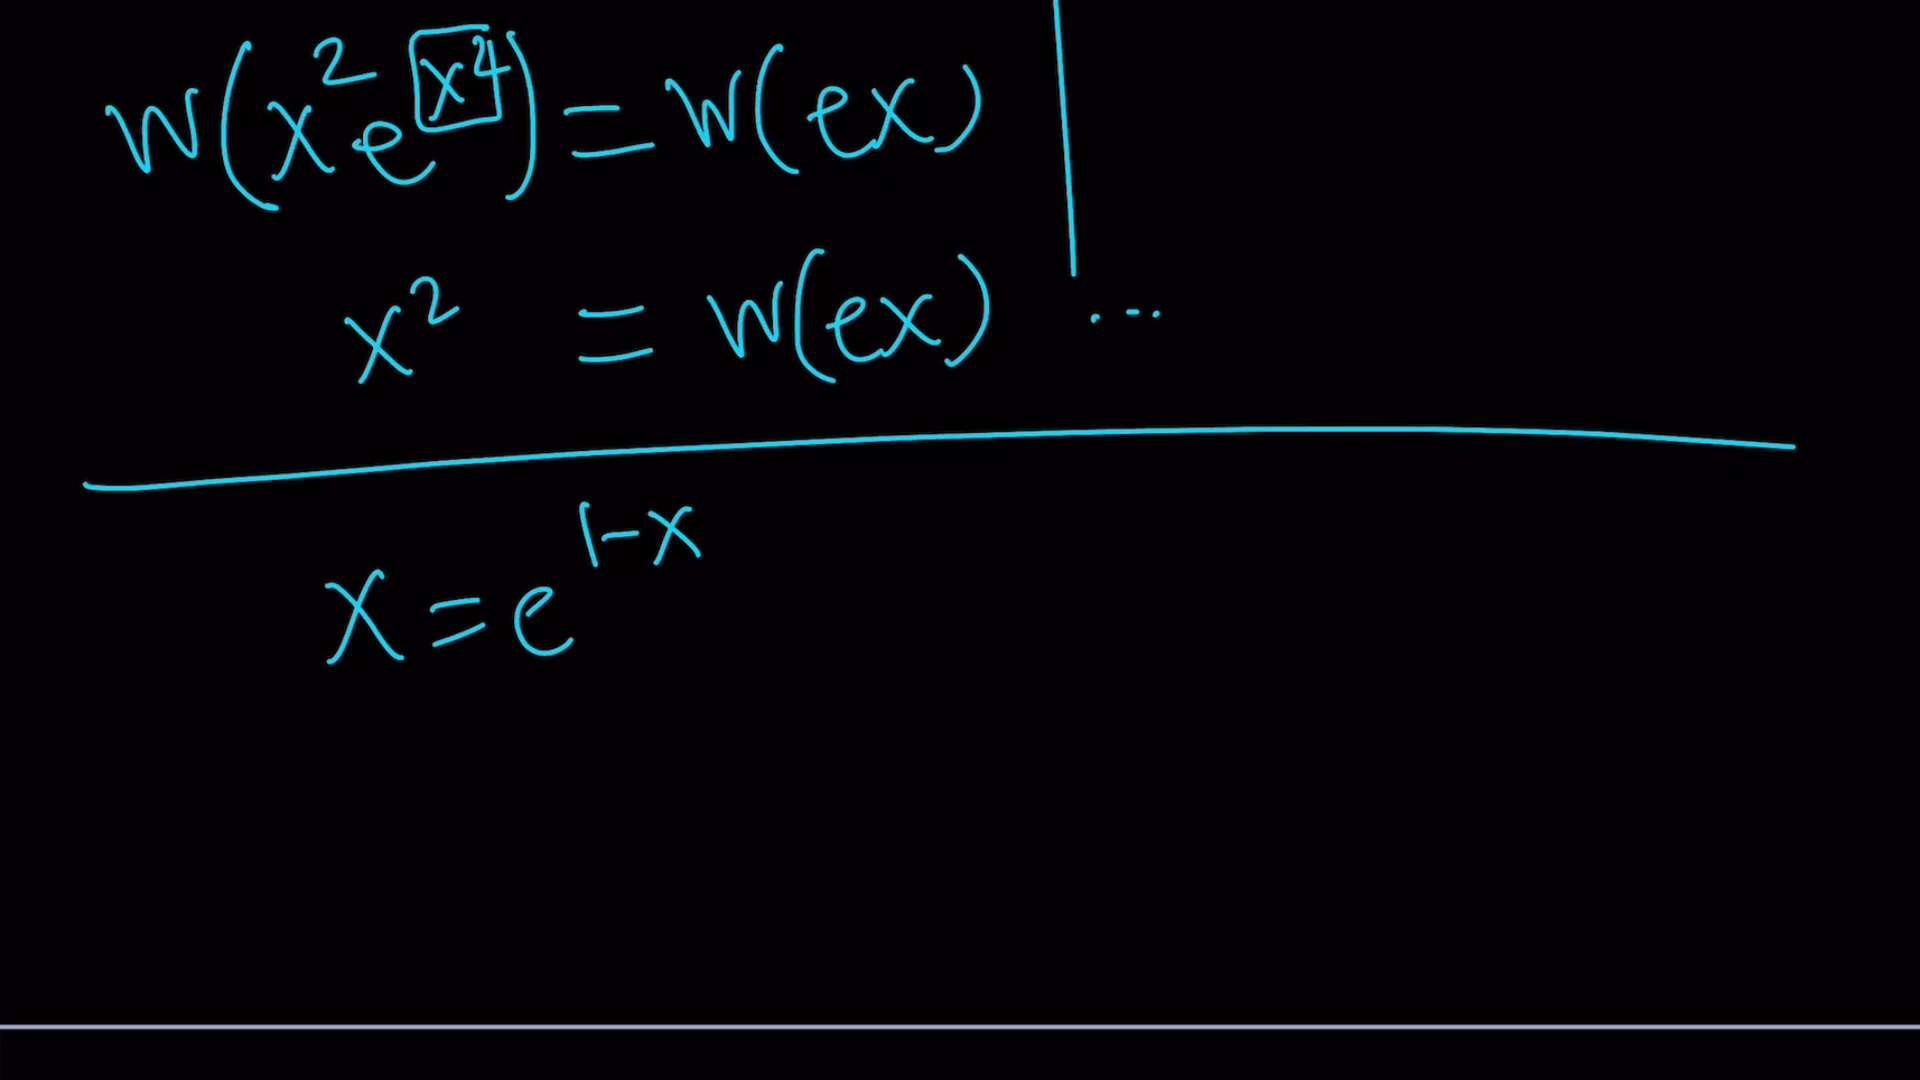 W(x²e^x⁴) = W(ex)
x² = W(ex) ...
x = e^1-x